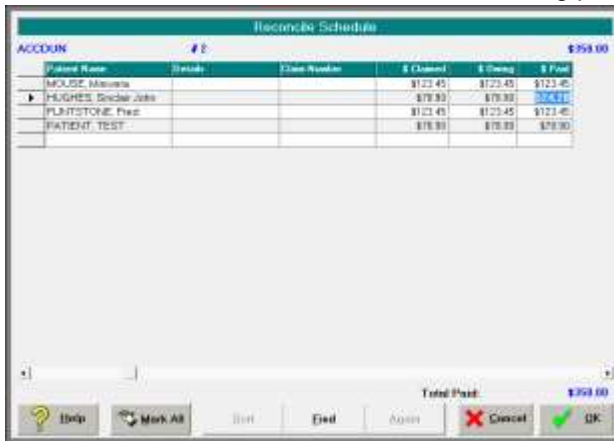 Reconcile Schedule
ACCOUN # 2 $359.00
Patient Name Details Claim Number $ Claimed $ Owing $ Paid
MOUSE, $123.45 $123.45 $123.45
HUGHES, Sinclair John $78.90 $78.90
FLINTSTONE, Fred $123.45 $123.45 $123.45
PATIENT, TEST $78.90 $78.90 $78.90
Total Paid: $359.00
Help Mark All Sort Find Again Cancel OK